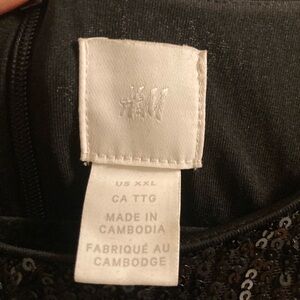 H&M
US XXL
CA TTG
MADE IN
CAMBODIA
FABRIQUÉ AU
CAMBODGE